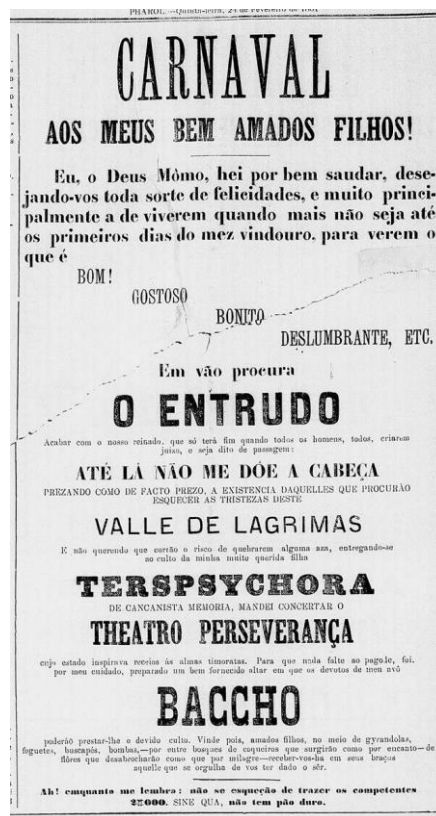 PHAROL.—Quinta-feira, 24 de Fevereiro de 1881
CARNAVAL
AOS MEUS BEM AMADOS FILHOS!
Eu, o Deus Mômo, hei por bem saudar, dese-
jando-vos toda sorte de felicidades, e muito princi-
palmente a de viverem quando mais não seja até
os primeiros dias do mez vindouro, para verem o
que é
BOM!
GOSTOSO
BONITO
DESLUMBRANTE, ETC.
Em vão procura
O ENTRUDO
Acabar com o nosso reinado, que só terá fim quando todos os homens, todos, criarem
juizo, e seja dito de passagem:
ATÉ LÁ NÃO ME DÓE A CABEÇA
PREZANDO COMO DE FACTO PREZO, A EXISTENCIA DAQUELLES QUE PROCURÃO
ESQUECER AS TRISTEZAS DESTE
VALLE DE LAGRIMAS
E não querendo que corrão o risco de quebrarem alguma aza, entregando-se
ao culto da minha muito querida filha
TERSPSYCHORA
DE CANCANISTA MEMORIA, MANDEI CONCERTAR O
THEATRO PERSEVERANÇA
cujo estado inspirava receios ás almas timoratas. Para que nada falte ao pagode, foi,
por meu cuidado, preparado um bem fornecido altar em que os devotos de meu avô
BACCHO
poderão prestar-lhe o devido culto. Vinde pois, amados filhos, no meio de gyrandolas,
foguetes, buscapés, bombas,—por entre bosques de coqueiros que surgirão como por encanto—de
flôres que desabrocharão como que por milagre—receber-vos-ha em seus braços
aquelle que se orgulha de vos ter dado o sêr.
Ah! emquanto me lembra: não se esqueção de trazer os competentes
2$000. SINE QUA, não tem pão duro.